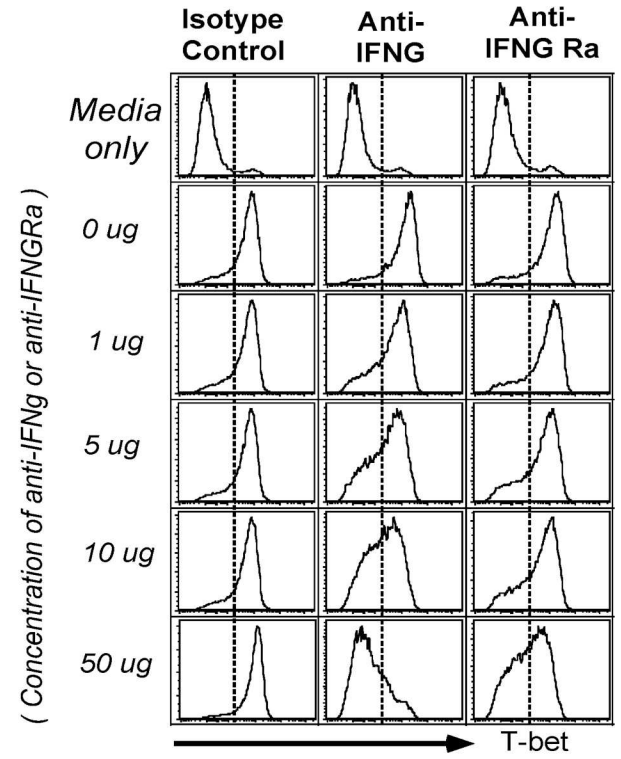 Isotype
Control
Anti-
IFNG
Anti-
IFNG Ra
Media
only
0 ug
1 ug
5 ug
10 ug
50 ug
( Concentration of anti-IFNg or anti-IFNGRa )
T-bet